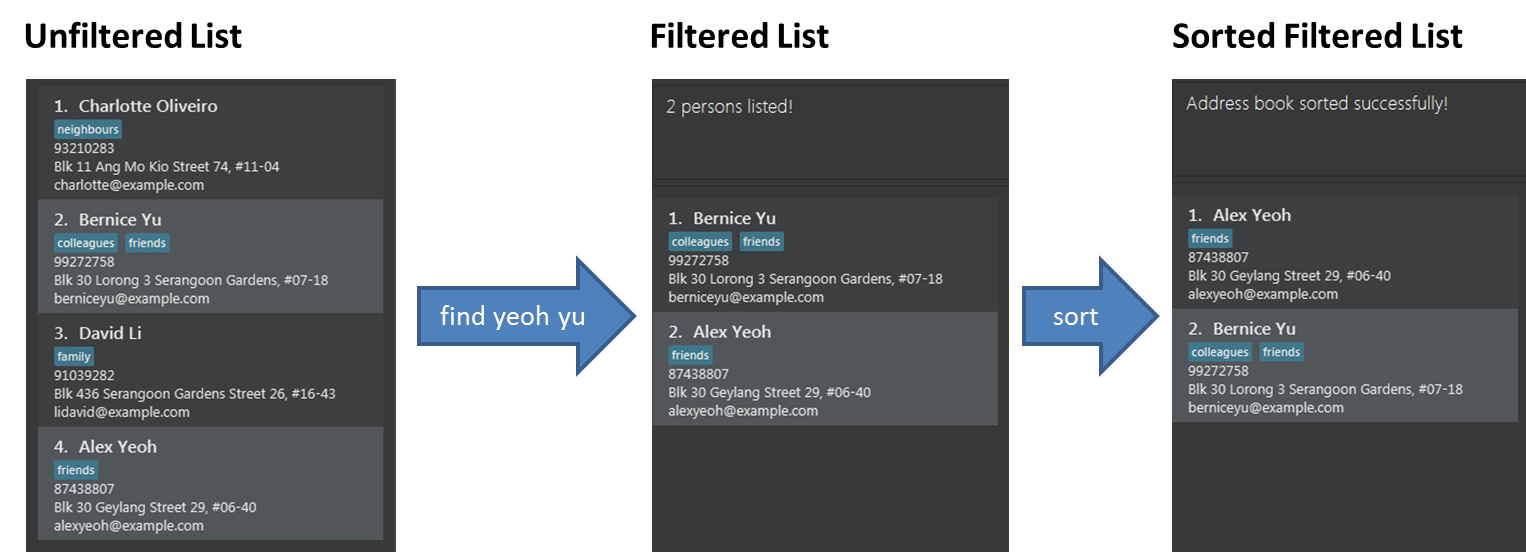 Unfiltered List
1. Charlotte Oliveiro
neighbours
93210283
Blk 11 Ang Mo Kio Street 74, #11-04
charlotte@example.com
2. Bernice Yu
colleagues friends
99272758
Blk 30 Lorong 3 Serangoon Gardens, #07-18
berniceyu@example.com
3. David Li
family
91039282
Blk 436 Serangoon Gardens Street 26, #16-43
lidavid@example.com
4. Alex Yeoh
friends
87438807
Blk 30 Geylang Street 29, #06-40
alexyeoh@example.com
find yeoh yu
Filtered List
2 persons listed!
1. Bernice Yu
colleagues friends
99272758
Blk 30 Lorong 3 Serangoon Gardens, #07-18
berniceyu@example.com
2. Alex Yeoh
friends
87438807
Blk 30 Geylang Street 29, #06-40
alexyeoh@example.com
sort
Sorted Filtered List
Address book sorted successfully!
1. Alex Yeoh
friends
87438807
Blk 30 Geylang Street 29, #06-40
alexyeoh@example.com
2. Bernice Yu
colleagues friends
99272758
Blk 30 Lorong 3 Serangoon Gardens, #07-18
berniceyu@example.com